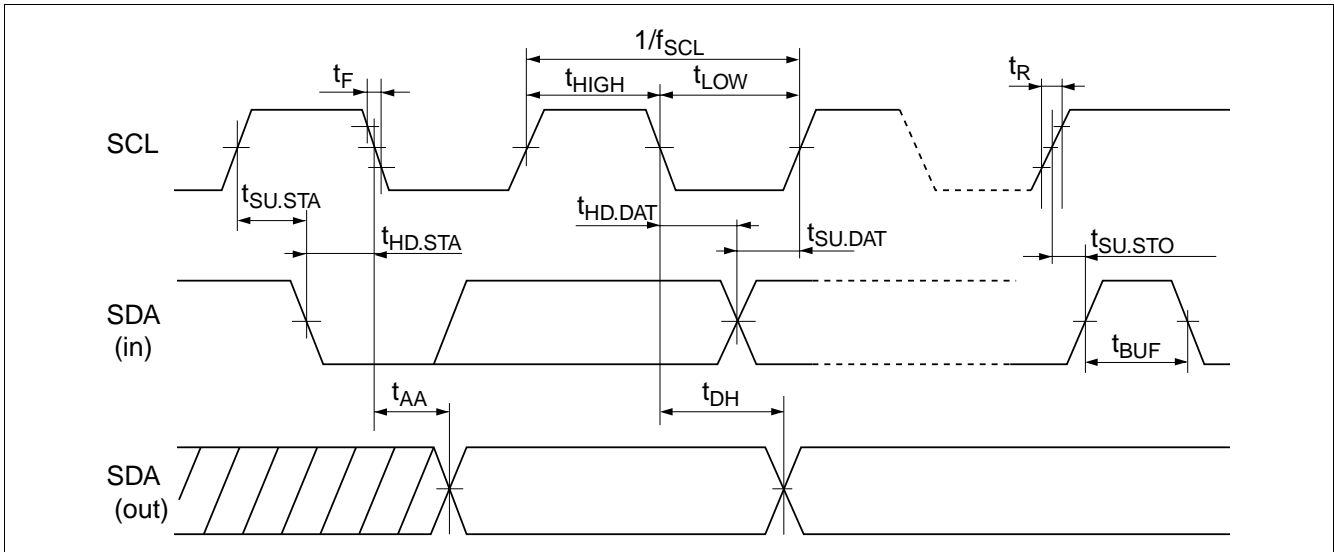 1/fSCL
tF
tHIGH
tLOW
tR
SCL
tSU.STA
tHD.STA
tHD.DAT
tSU.DAT
tSU.STO
SDA
(in)
tBUF
tAA
tDH
SDA
(out)